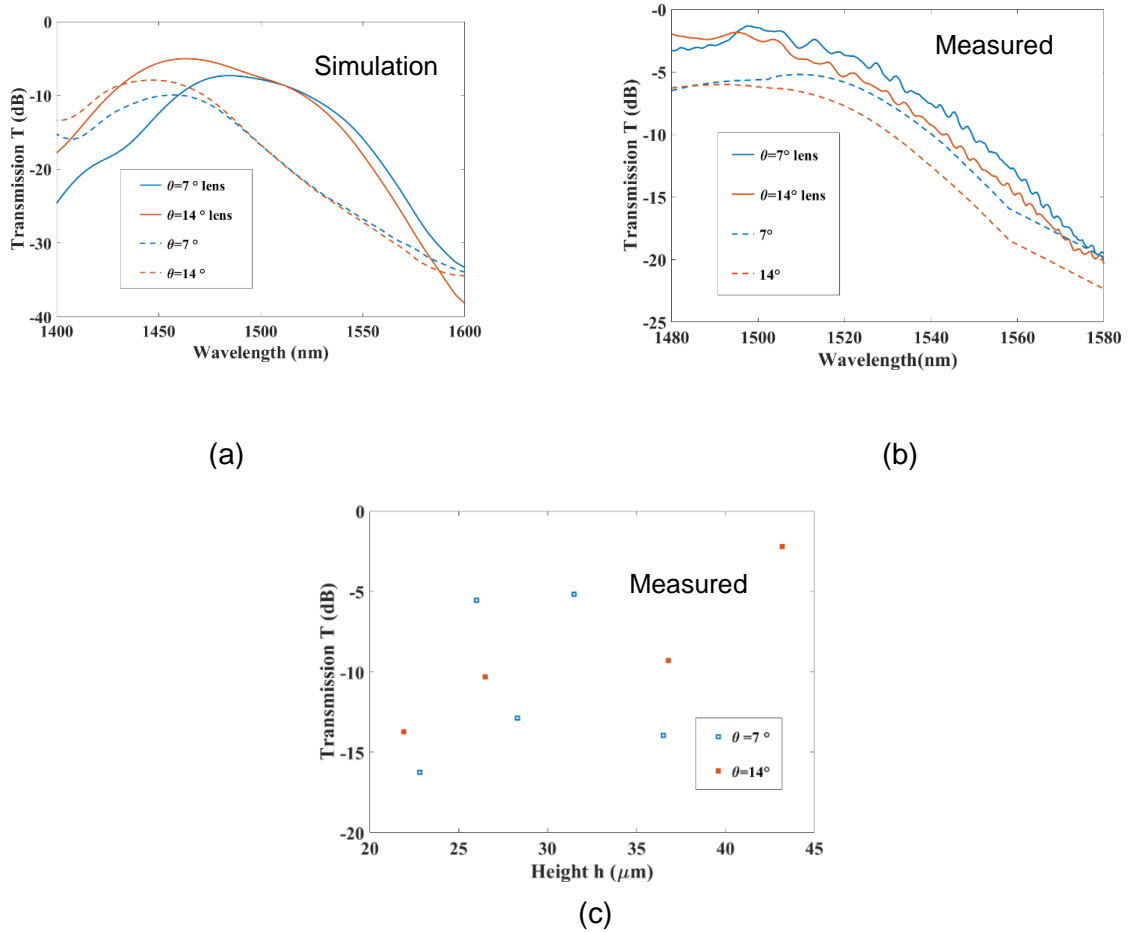 Simulation
Transmission T (dB)
0
-10
-20
-30
-40
θ=7 ° lens
θ=14 ° lens
θ=7 °
θ=14 °
1400 1450 1500 1550 1600
Wavelength (nm)
(a)
Measured
Transmission T (dB)
-0
-5
-10
-15
-20
-25
θ=7° lens
θ=14° lens
7°
14°
1480 1500 1520 1540 1560 1580
Wavelength(nm)
(b)
Measured
Transmission T (dB)
0
-5
-10
-15
-20
θ =7 °
θ=14°
20 25 30 35 40 45
Height h (μm)
(c)